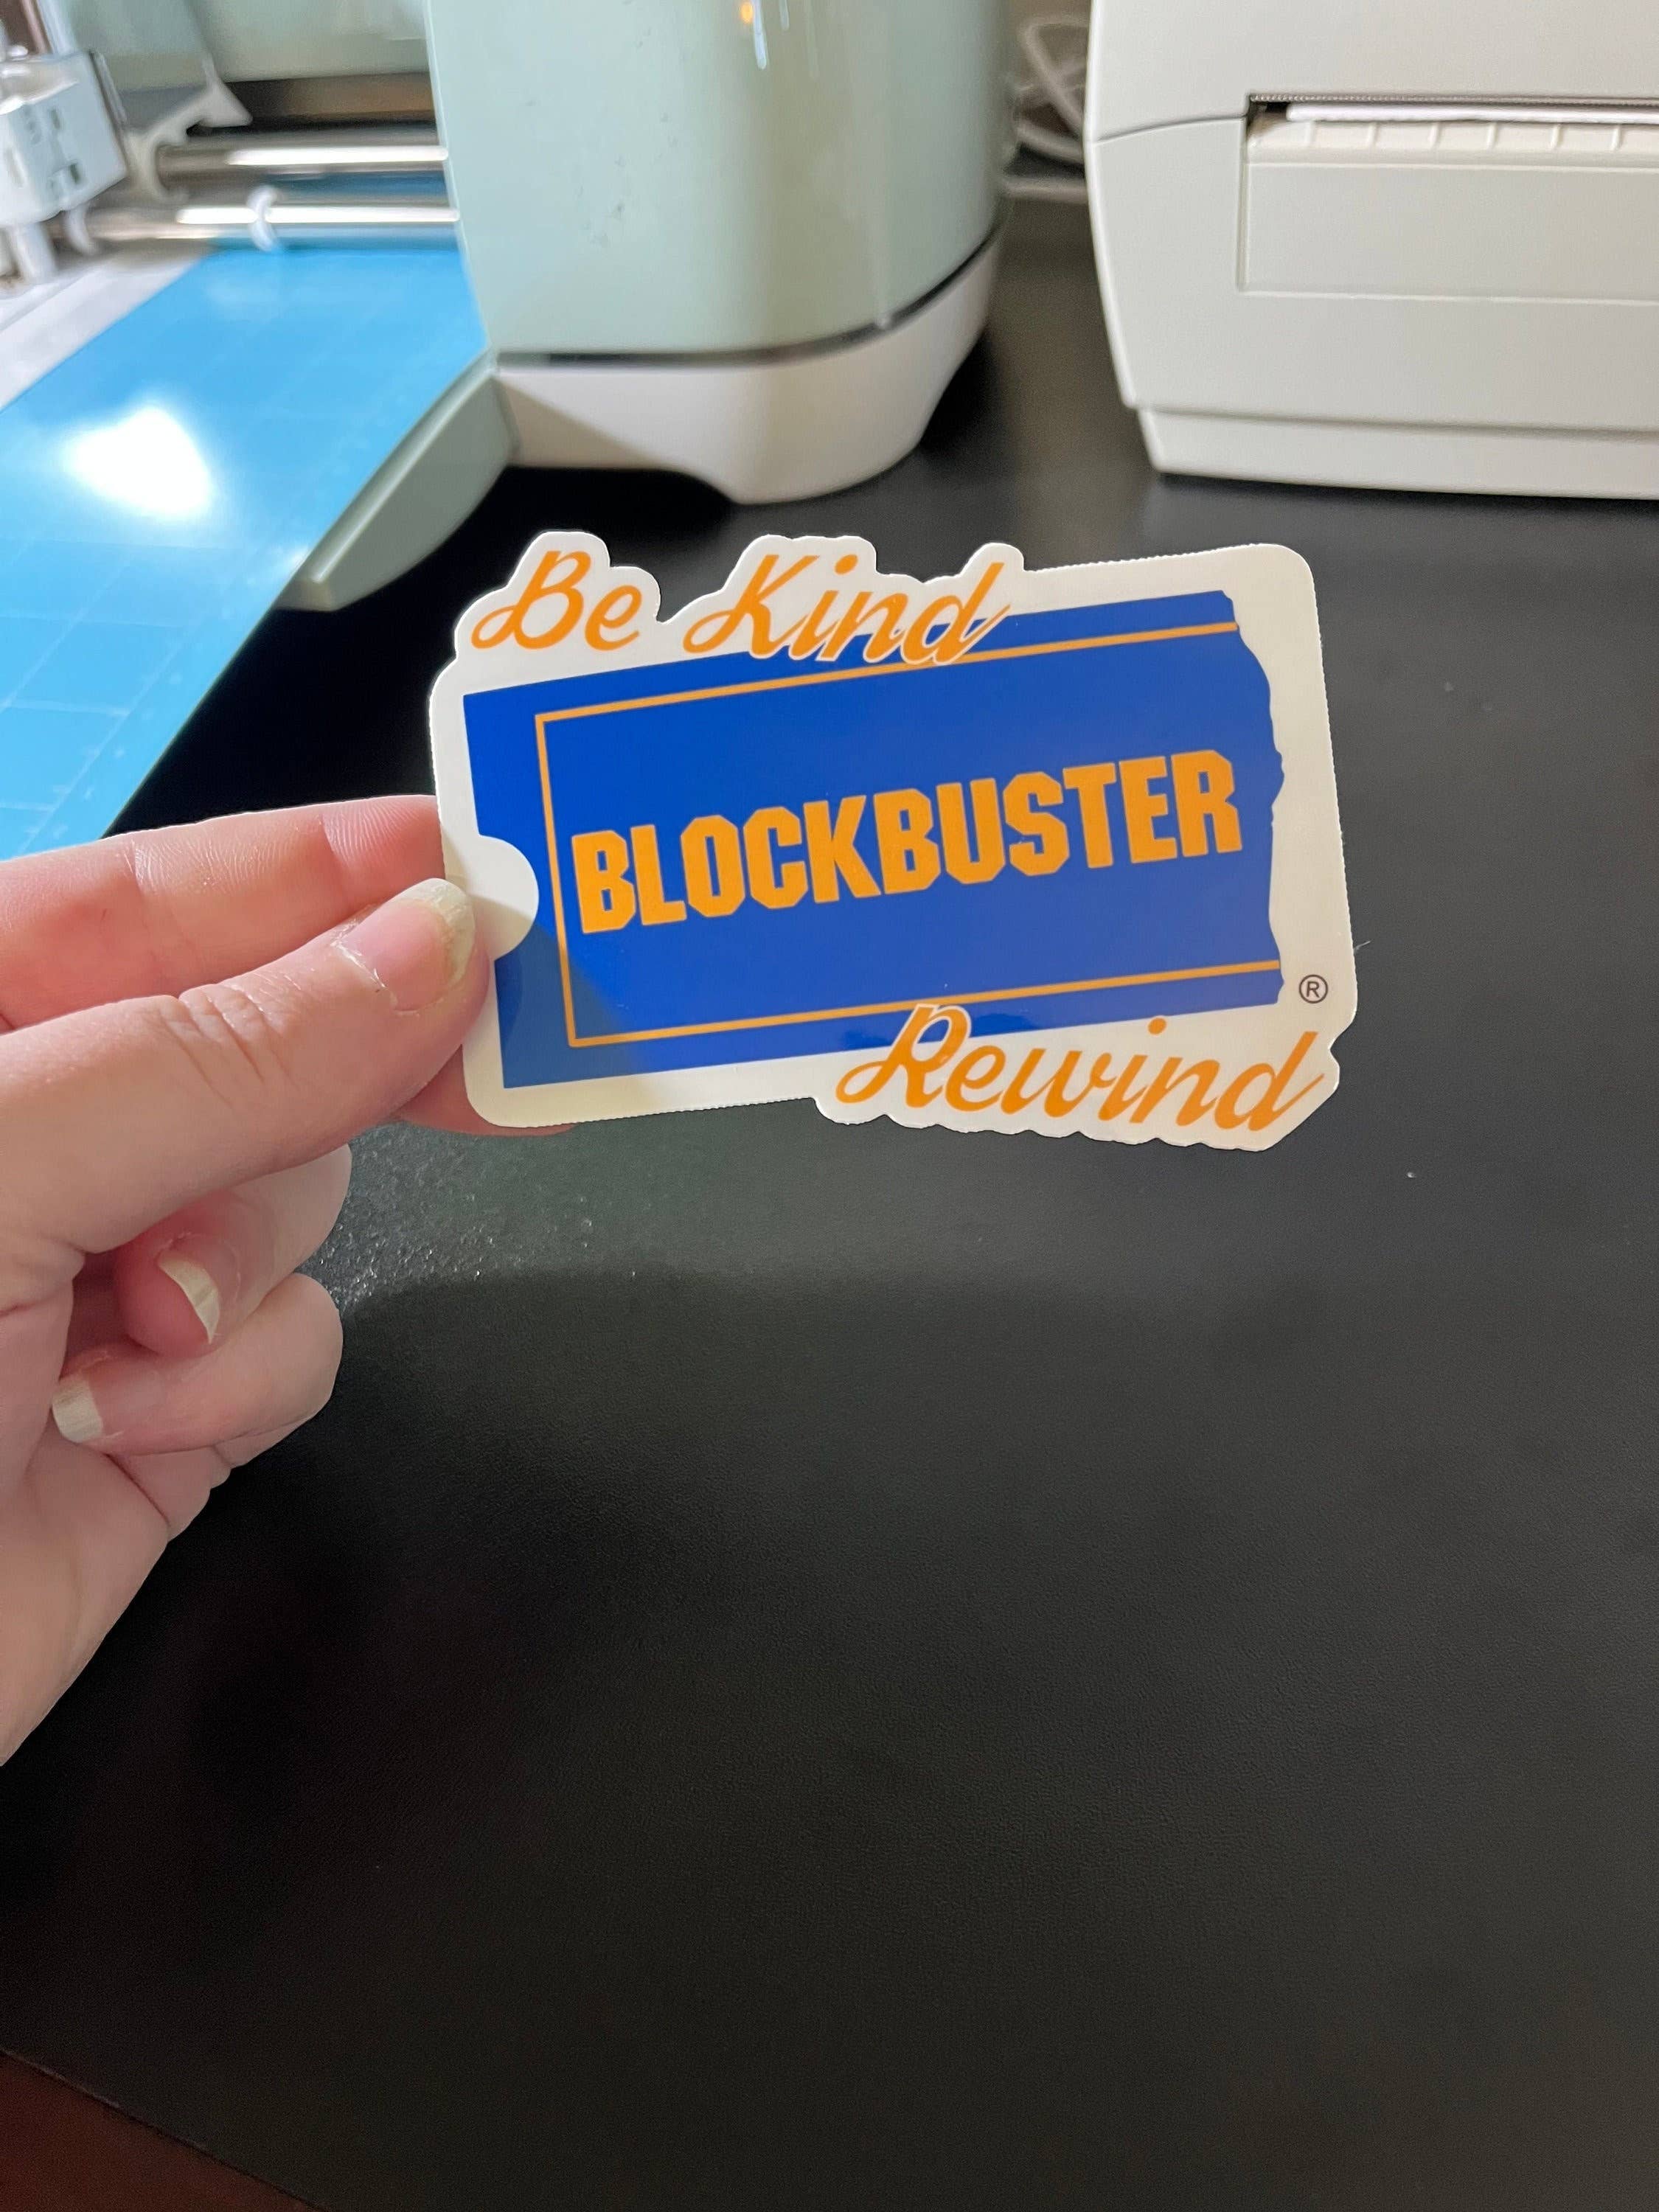 Be Kind
BLOCKBUSTER
®
Rewind